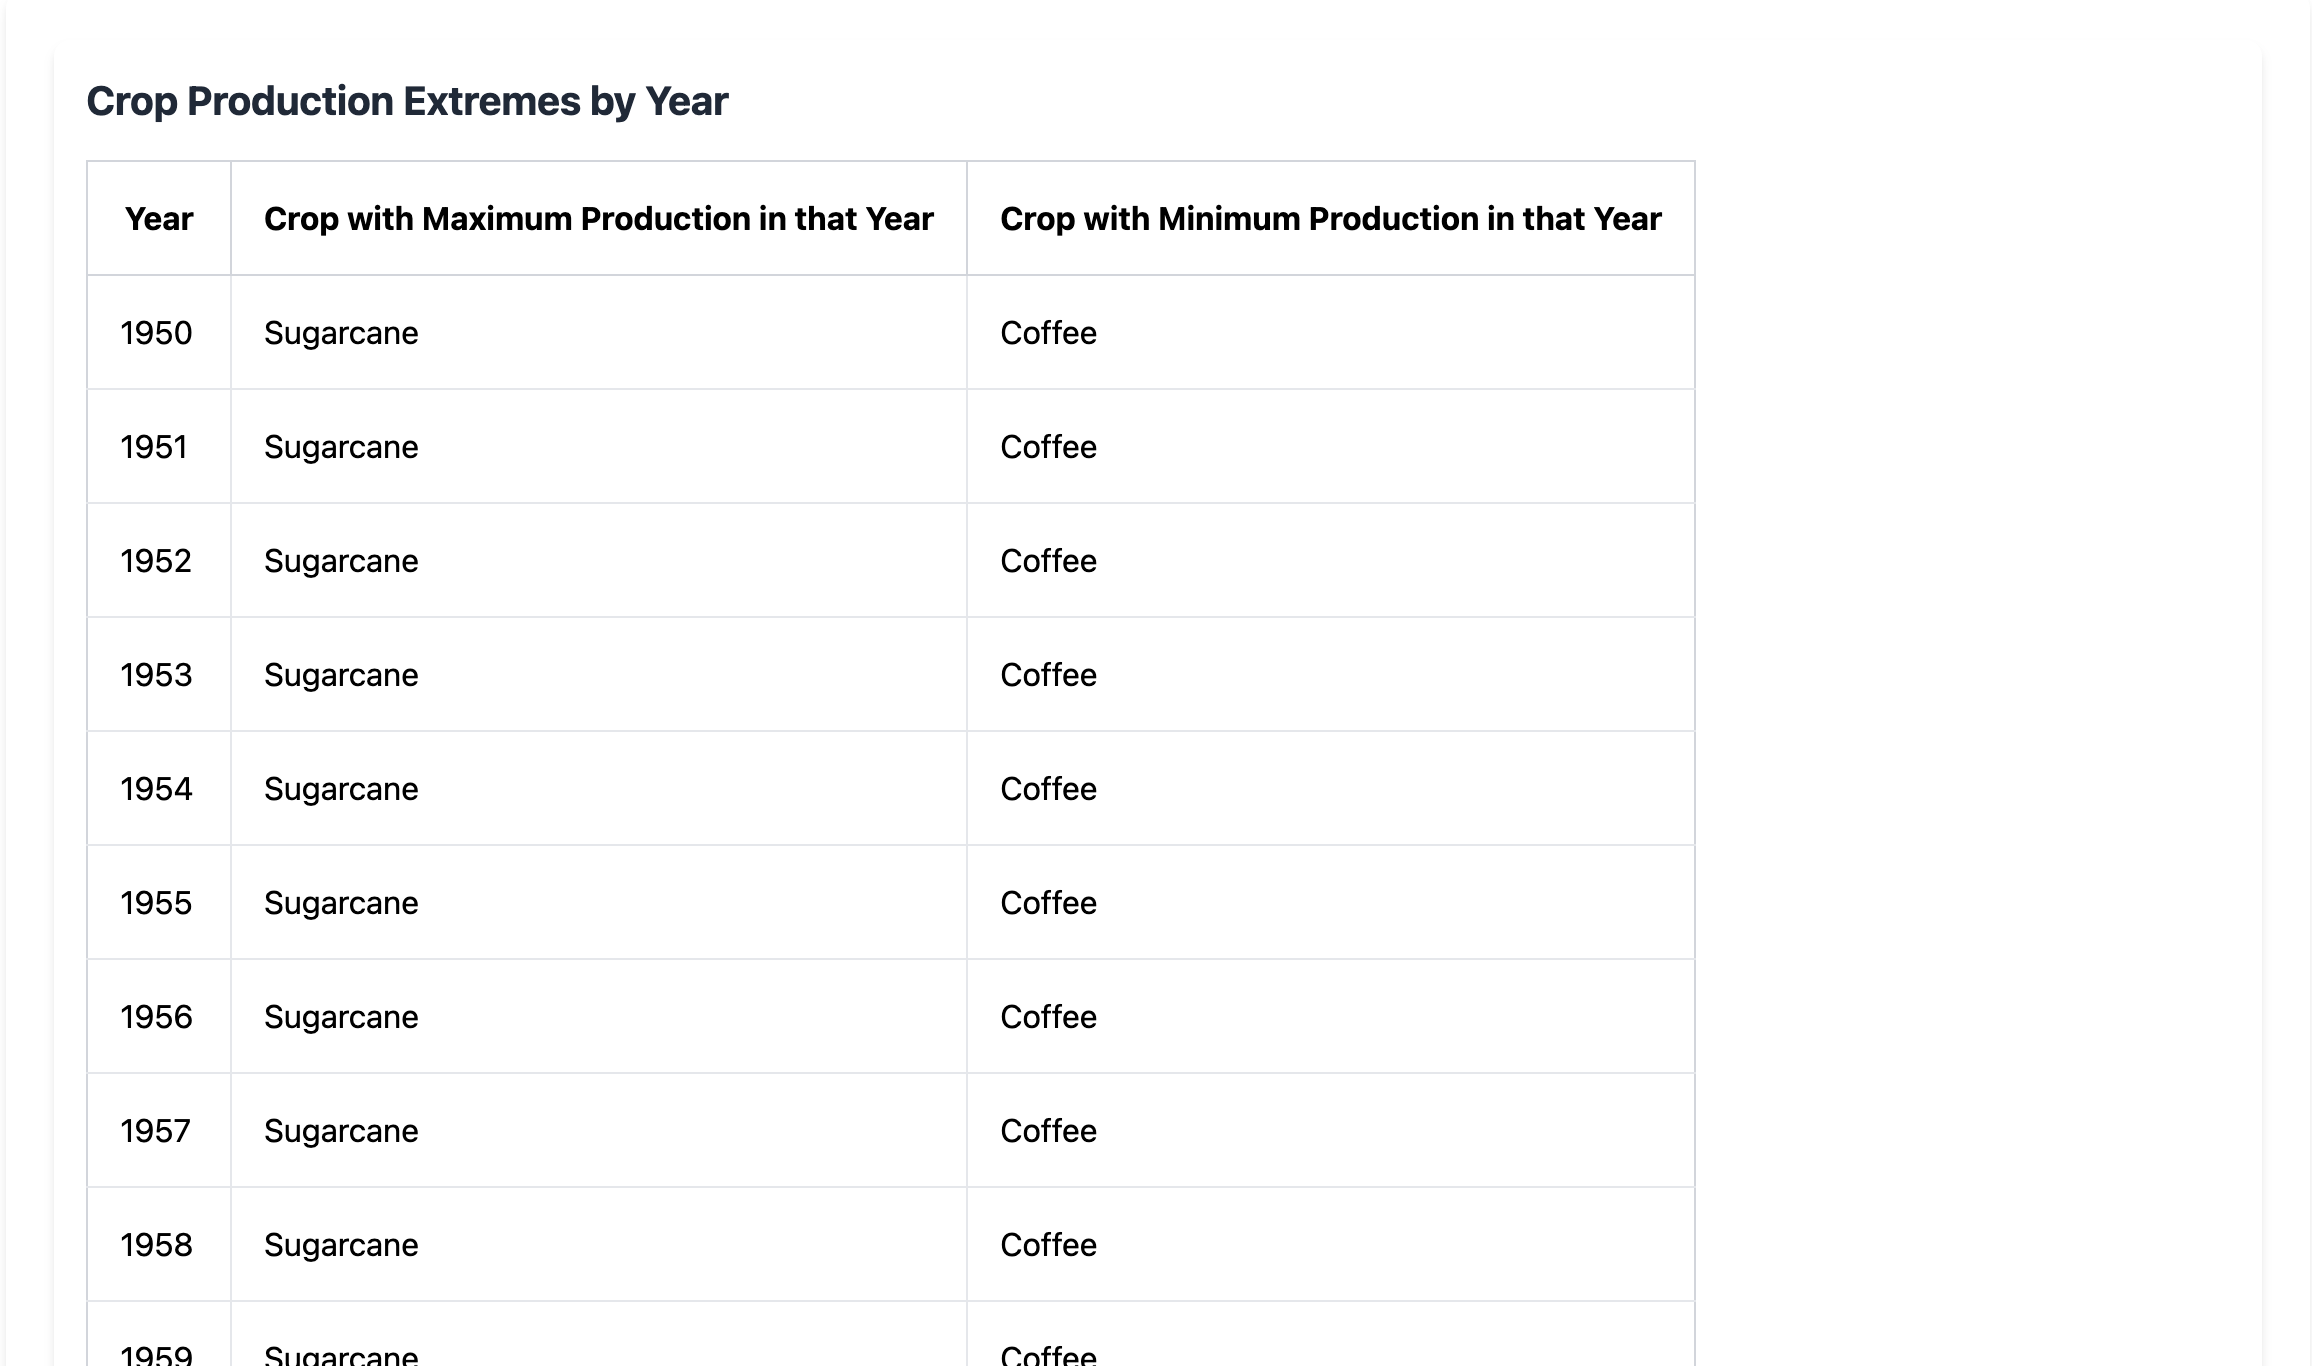 Crop Production Extremes by Year
Year Crop with Maximum Production in that Year Crop with Minimum Production in that Year
1950 Sugarcane Coffee
1951 Sugarcane Coffee
1952 Sugarcane Coffee
1953 Sugarcane Coffee
1954 Sugarcane Coffee
1955 Sugarcane Coffee
1956 Sugarcane Coffee
1957 Sugarcane Coffee
1958 Sugarcane Coffee
1959 Sugarcane Coffee